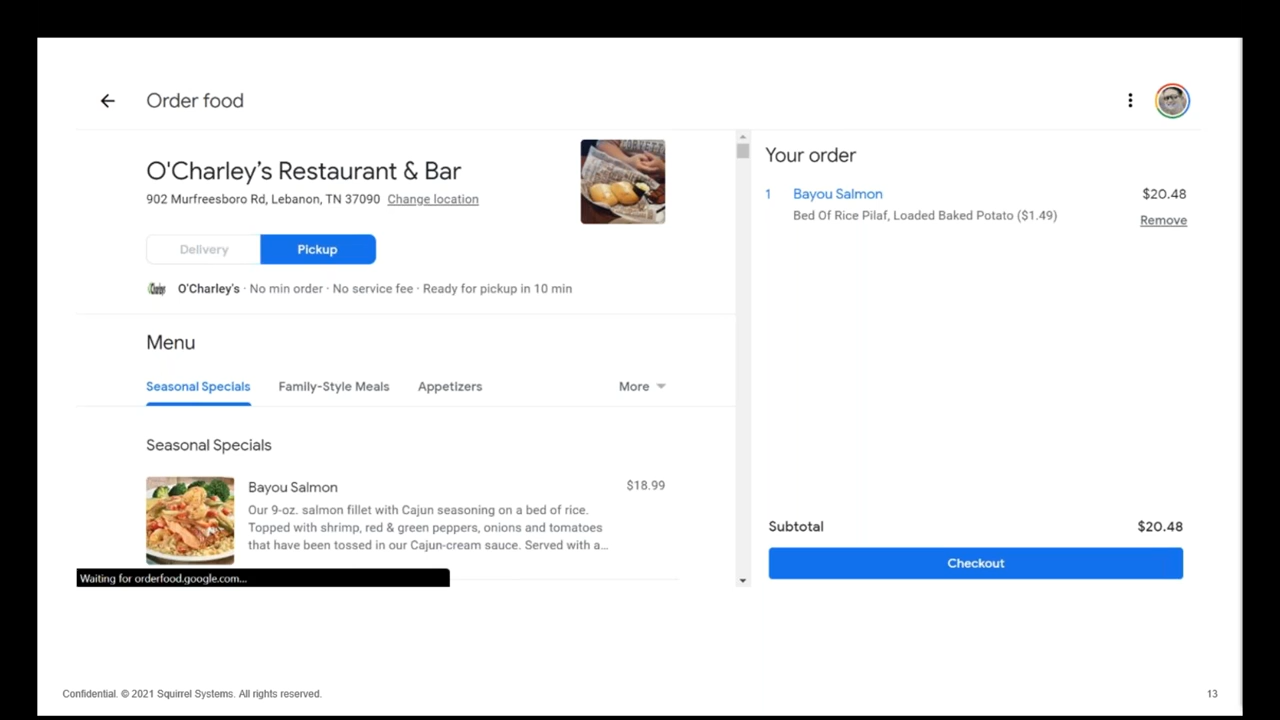 Order food
O'Charley's Restaurant & Bar
902 Murfreesboro Rd, Lebanon, TN 37090 Change location
Delivery
Pickup
O'Charley's · No min order · No service fee · Ready for pickup in 10 min
Menu
Seasonal Specials
Family-Style Meals
Appetizers
More
Seasonal Specials
Bayou Salmon
$18.99
Our 9-oz. salmon fillet with Cajun seasoning on a bed of rice.
Topped with shrimp, red & green peppers, onions and tomatoes
that have been tossed in our Cajun-cream sauce. Served with a...
Waiting for orderfood.google.com...
Your order
1 Bayou Salmon $20.48
Bed Of Rice Pilaf, Loaded Baked Potato ($1.49)
Remove
Subtotal $20.48
Checkout
Confidential. © 2021 Squirrel Systems. All rights reserved.
13